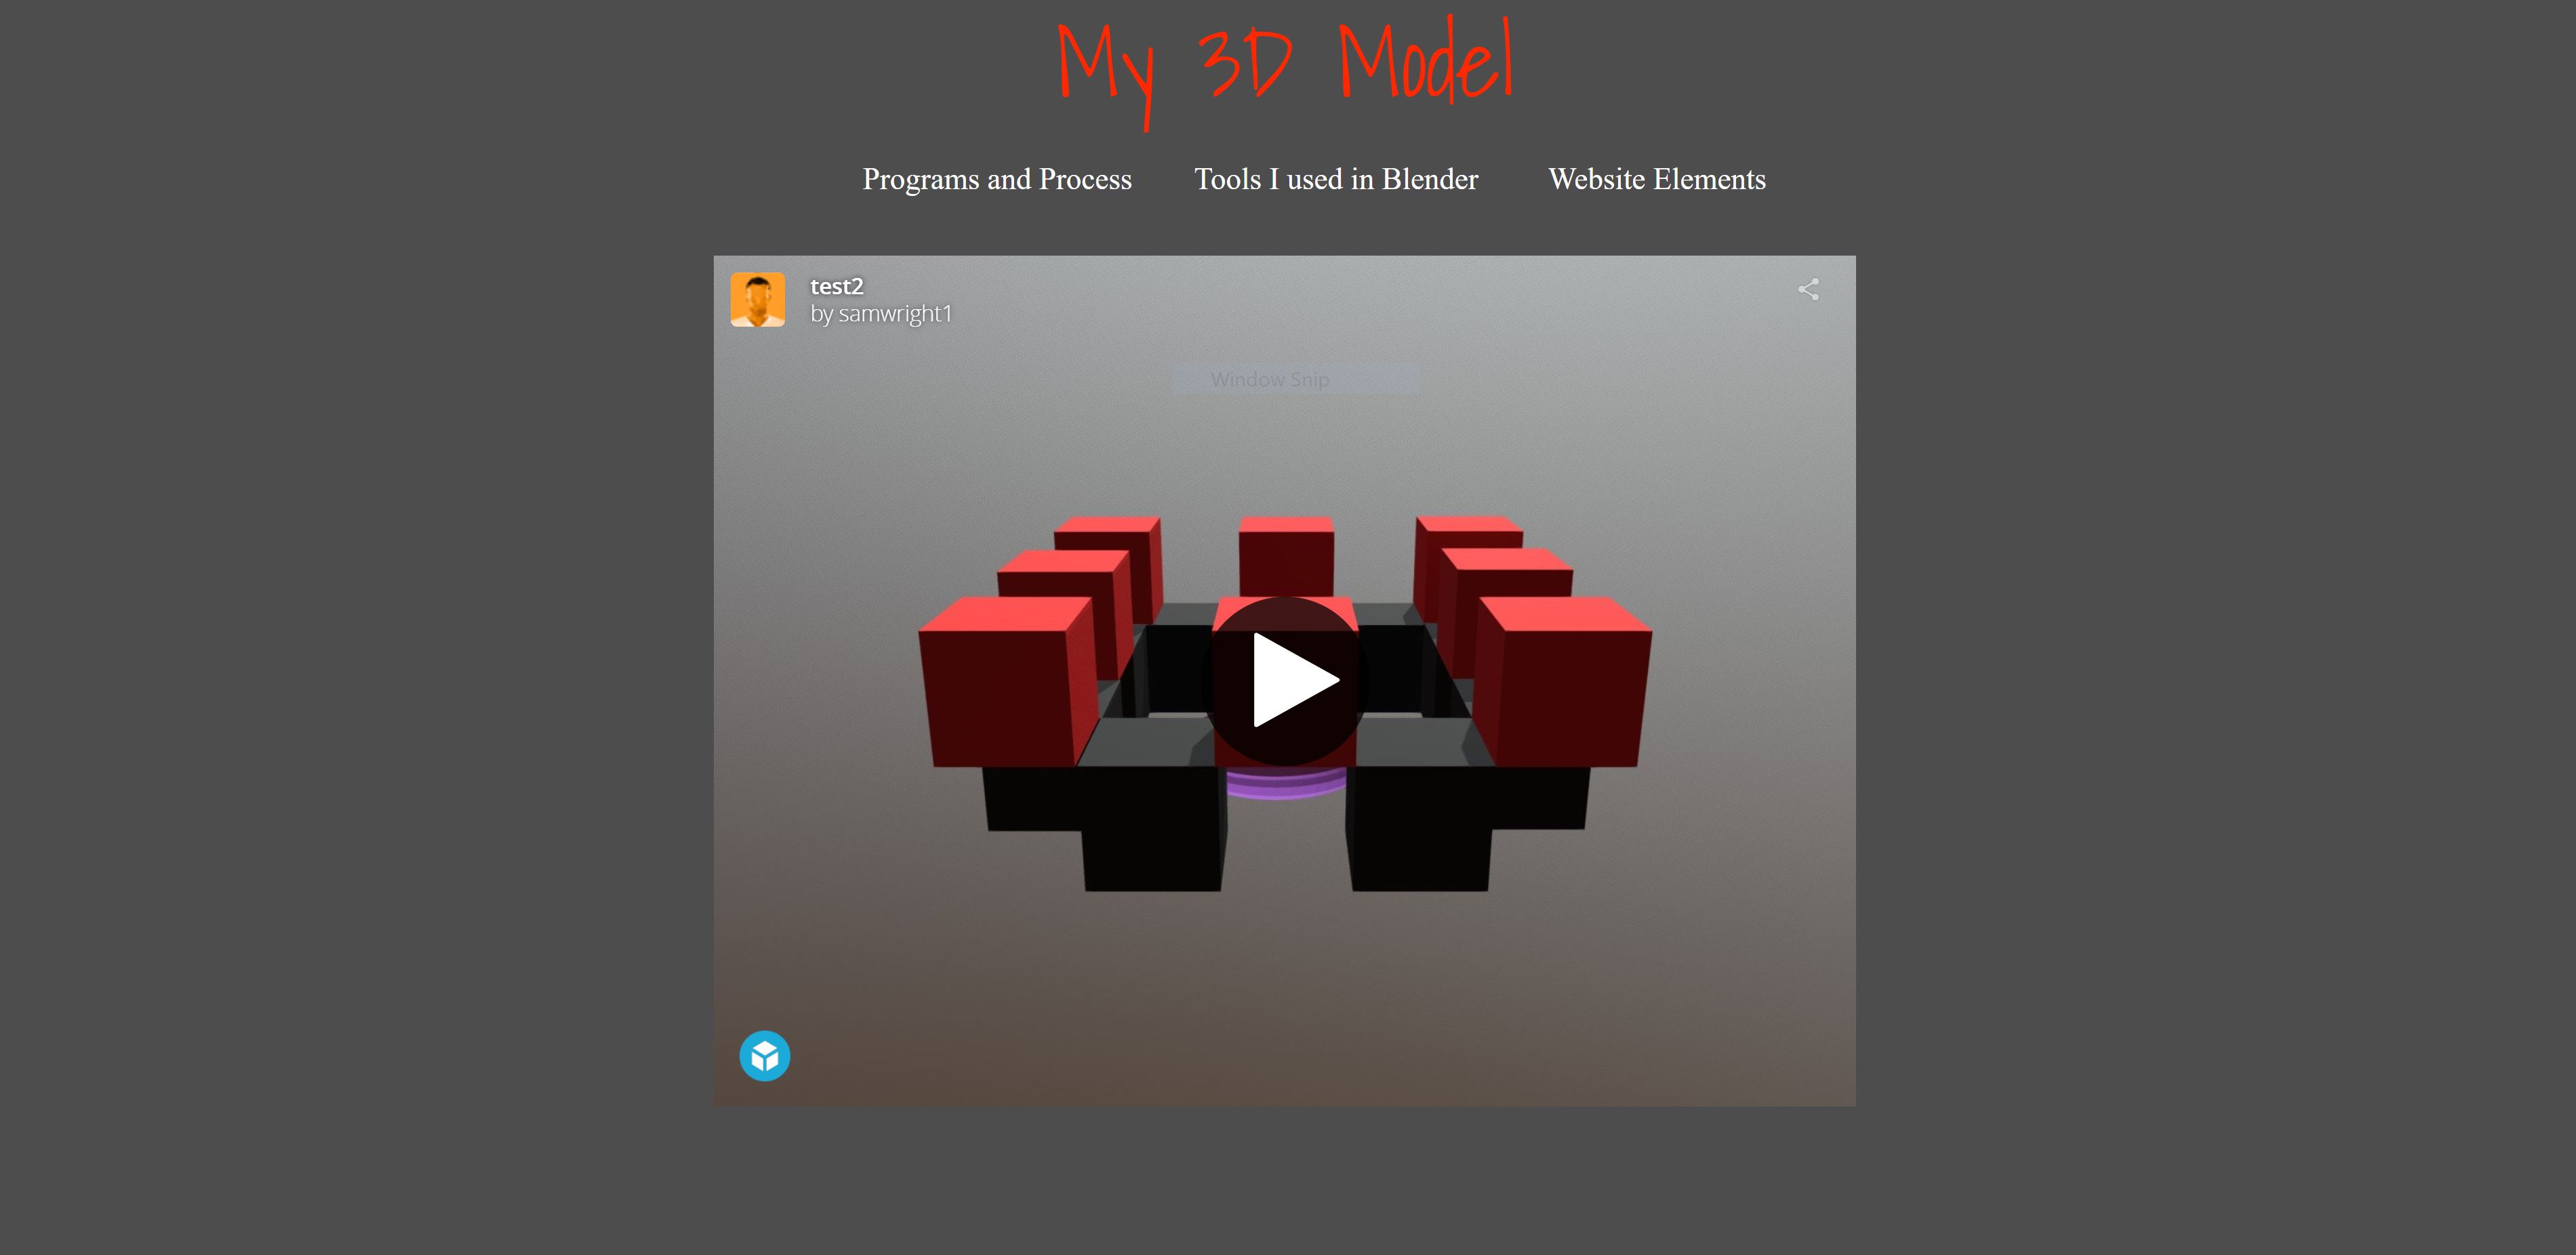 My 3D Model
Programs and Process Tools I used in Blender Website Elements
test2
by samwright1
Window Snip